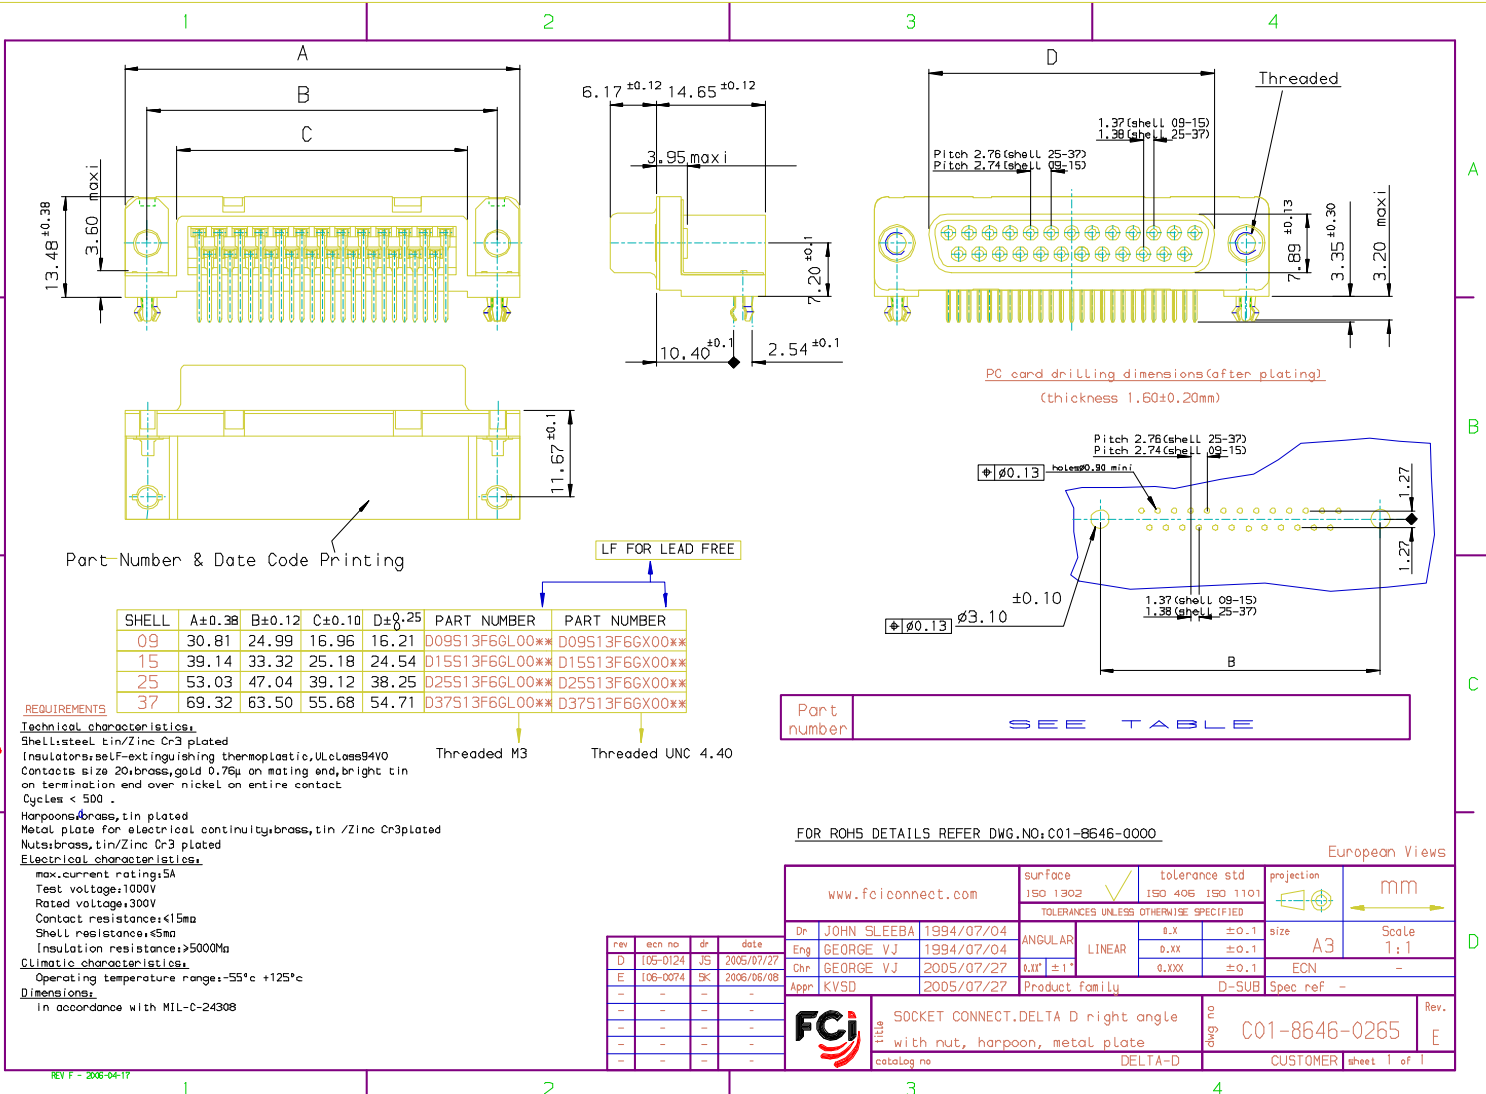 1 2 3 4
A
B
C
13.48 ±0.38
3.60 maxi
6.17 ±0.12 14.65 ±0.12
3.95 maxi
7.20 ±0.1
10.40 ±0.1 2.54 ±0.1
D
Threaded
1.37(shell 09-15)
1.38(shell 25-37)
Pitch 2.76(shell 25-37)
Pitch 2.74(shell 09-15)
7.89 ±0.13
3.35 ±0.30
3.20 maxi
A
B
C
D
11.67 ±0.1
Part Number & Date Code Printing
PC card drilling dimensions(after plating)
(thickness 1.60±0.20mm)
Pitch 2.76(shell 25-37)
Pitch 2.74(shell 09-15)
⌖ ø0.13 holesø0.90 mini
1.27
1.27
1.37(shell 09-15)
1.38(shell 25-37)
±0.10
⌖ ø0.13 ø3.10
B
LF FOR LEAD FREE
SHELL A±0.38 B±0.12 C±0.10 D±0.25 0 PART NUMBER PART NUMBER
09 30.81 24.99 16.96 16.21 D09S13F6GL00** D09S13F6GX00**
15 39.14 33.32 25.18 24.54 D15S13F6GL00** D15S13F6GX00**
25 53.03 47.04 39.12 38.25 D25S13F6GL00** D25S13F6GX00**
37 69.32 63.50 55.68 54.71 D37S13F6GL00** D37S13F6GX00**
Threaded M3 Threaded UNC 4.40
REQUIREMENTS
Technical characteristics:
Shell:steel tin/Zinc Cr3 plated
Insulators:self-extinguishing thermoplastic,ULclass94V0
Contacts size 20:brass,gold 0.76µ on mating end,bright tin
on termination end over nickel on entire contact
Cycles < 500 .
Harpoons:brass,tin plated
Metal plate for electrical continuity:brass,tin /Zinc Cr3plated
Nuts:brass,tin/Zinc Cr3 plated
Electrical characteristics:
max.current rating:5A
Test voltage:1000V
Rated voltage:300V
Contact resistance:≤15mΩ
Shell resistance:≤5mΩ
Insulation resistance:≥5000MΩ
Climatic characteristics:
Operating temperature range:-55°c +125°c
Dimensions:
in accordance with MIL-C-24308
Part
number
SEE TABLE
FOR ROHS DETAILS REFER DWG.NO:C01-8646-0000
European Views
www.fciconnect.com
surface
ISO 1302
tolerance std
ISO 406 ISO 1101
projection
mm
TOLERANCES UNLESS OTHERWISE SPECIFIED
Dr JOHN SLEEBA 1994/07/04
Eng GEORGE VJ 1994/07/04
Chr GEORGE VJ 2005/07/27
Appr KVSD 2005/07/27
ANGULAR
0.XX° ±1°
LINEAR
0.X ±0.1
0.XX ±0.1
0.XXX ±0.1
size A3
Scale
1:1
ECN -
Product family D-SUB
Spec ref -
rev ecn no dr date
D I05-0124 JS 2005/07/27
E I06-0074 SK 2006/06/08
- - - -
- - - -
- - - -
- - - -
- - - -
FCi
title
SOCKET CONNECT.DELTA D right angle
with nut, harpoon, metal plate
dwg no
C01-8646-0265
Rev.
E
catalog no DELTA-D
CUSTOMER sheet 1 of 1
REV F - 2006-04-17
1 2 3 4